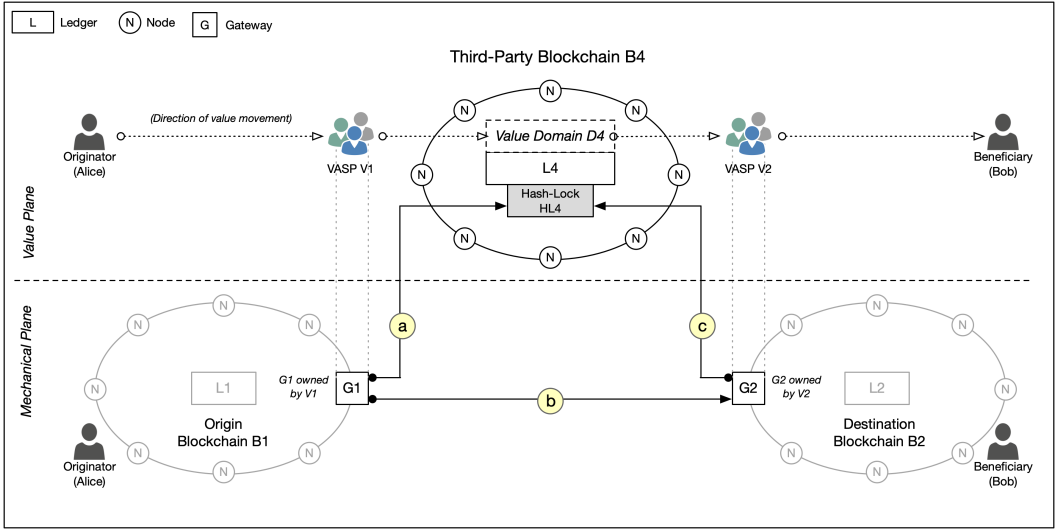 L Ledger N Node G Gateway
Third-Party Blockchain B4
N
N N
(Direction of value movement)
Value Domain D4
Originator
(Alice)
VASP V1
VASP V2
Beneficiary
(Bob)
L4
N N
Hash-Lock
HL4
N N
N
Value Plane
Mechanical Plane
N N
N N N N
a c
N N
L1
G1 owned
by V1
G1
G2
G2 owned
by V2
L2
b
Origin
Blockchain B1
Destination
Blockchain B2
Originator
(Alice)
N N N N
Beneficiary
(Bob)
N N